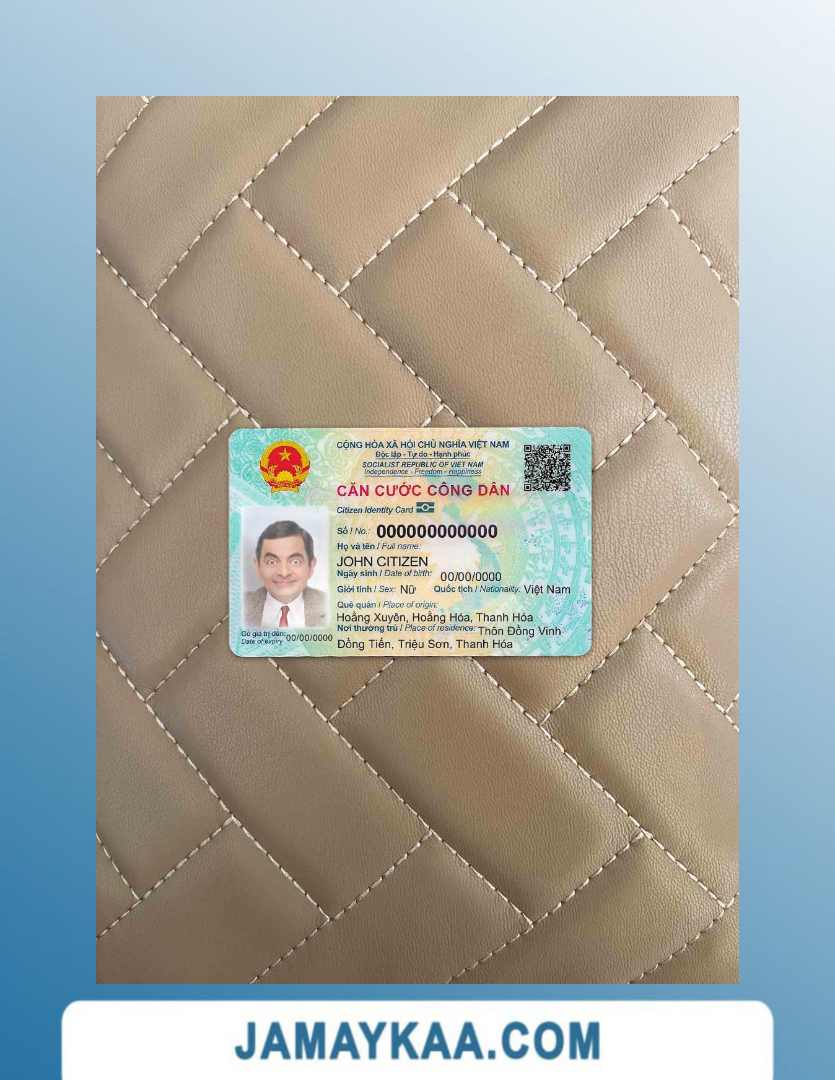 CỘNG HÒA XÃ HỘI CHỦ NGHĨA VIỆT NAM
Độc lập - Tự do - Hạnh phúc
SOCIALIST REPUBLIC OF VIET NAM
Independence - Freedom - Happiness
CĂN CƯỚC CÔNG DÂN
Citizen Identity Card
Số / No.: 000000000000
Họ và tên / Full name:
JOHN CITIZEN
Ngày sinh / Date of birth: 00/00/0000
Giới tính / Sex: Nữ Quốc tịch / Nationality: Việt Nam
Quê quán / Place of origin:
Hoằng Xuyên, Hoằng Hóa, Thanh Hóa
Nơi thường trú / Place of residence: Thôn Đồng Vinh
Đồng Tiến, Triệu Sơn, Thanh Hóa
Có giá trị đến: 00/00/0000
Date of expiry
JAMAYKAA.COM